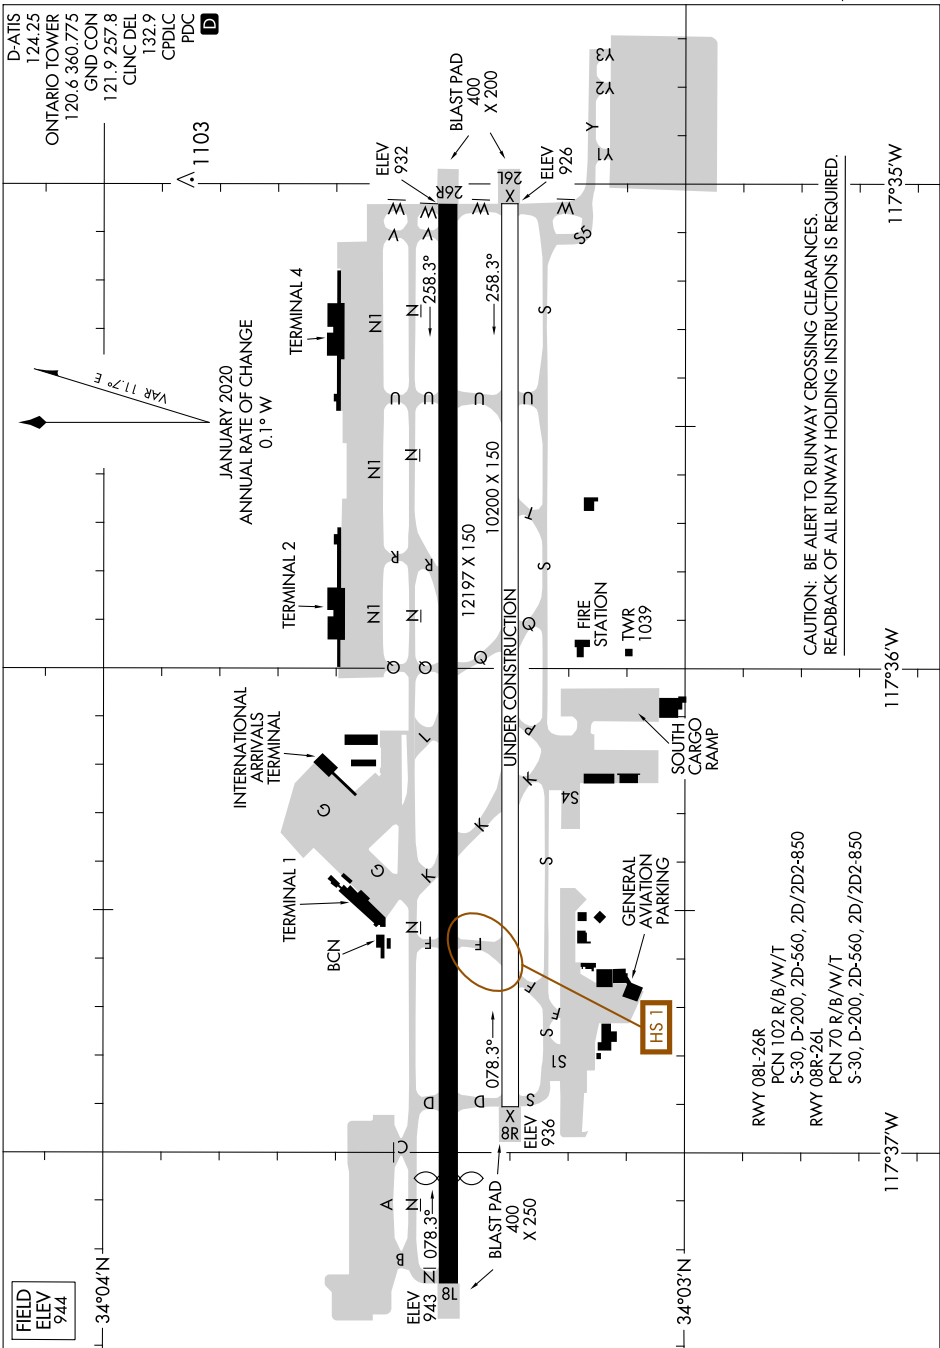 D-ATIS
124.25
ONTARIO TOWER
120.6 360.775
GND CON
121.9 257.8
CLNC DEL
132.9
CPDLC
PDC
D
1103
VAR 11.7° E
JANUARY 2020
ANNUAL RATE OF CHANGE
0.1° W
FIELD
ELEV
944
34°04'N
34°03'N
117°37'W
117°36'W
117°35'W
TERMINAL 4
TERMINAL 2
INTERNATIONAL
ARRIVALS
TERMINAL
TERMINAL 1
BCN
G
G
A
B
C
N
N
N
N
N
N
N1
N1
N1
D
D
F
F
F
F
K
K
K
J
P
Q
Q
Q
Q
R
R
T
U
U
U
U
V
V
W
W
W
W
S
S
S
S
S
S1
S4
S5
Y
Y1
Y2
Y3
ELEV
943
8L
078.3°
BLAST PAD
400
X 250
8R
X
ELEV
936
078.3°
12197 X 150
10200 X 150
UNDER CONSTRUCTION
258.3°
258.3°
26R
26L
X
ELEV
932
ELEV
926
BLAST PAD
400
X 200
HS 1
GENERAL
AVIATION
PARKING
SOUTH
CARGO
RAMP
FIRE
STATION
TWR
1039
RWY 08L-26R
PCN 102 R/B/W/T
S-30, D-200, 2D-560, 2D/2D2-850
RWY 08R-26L
PCN 70 R/B/W/T
S-30, D-200, 2D-560, 2D/2D2-850
CAUTION: BE ALERT TO RUNWAY CROSSING CLEARANCES.
READBACK OF ALL RUNWAY HOLDING INSTRUCTIONS IS REQUIRED.